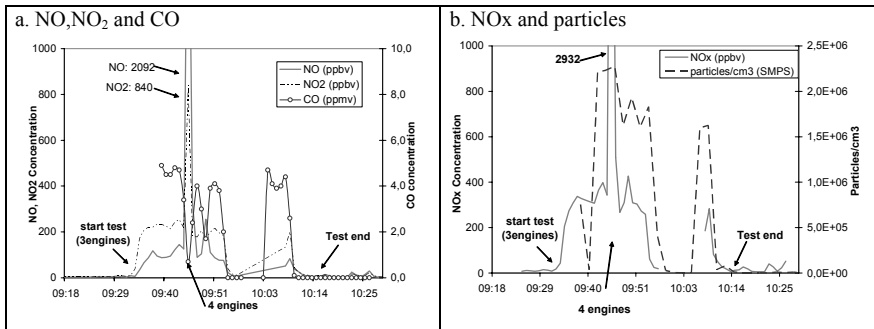 a. NO,NO₂ and CO
NO, NO2 Concentration
1000
800
600
400
200
0
NO: 2092
NO2: 840
NO (ppbv)
NO2 (ppbv)
CO (ppmv)
start test
(3engines)
Test end
4 engines
10,0
8,0
6,0
4,0
2,0
0,0
CO concentration
09:18 09:29 09:40 09:51 10:03 10:14 10:25
b. NOx and particles
NOx Concentration
1000
800
600
400
200
0
2932
NOx (ppbv)
particles/cm3 (SMPS)
start test
(3engines)
Test end
2,5E+06
2,0E+06
1,5E+06
1,0E+06
5,0E+05
0,0E+00
Particles/cm3
09:18 09:29 09:40 09:51 10:03 10:14 10:25
4 engines